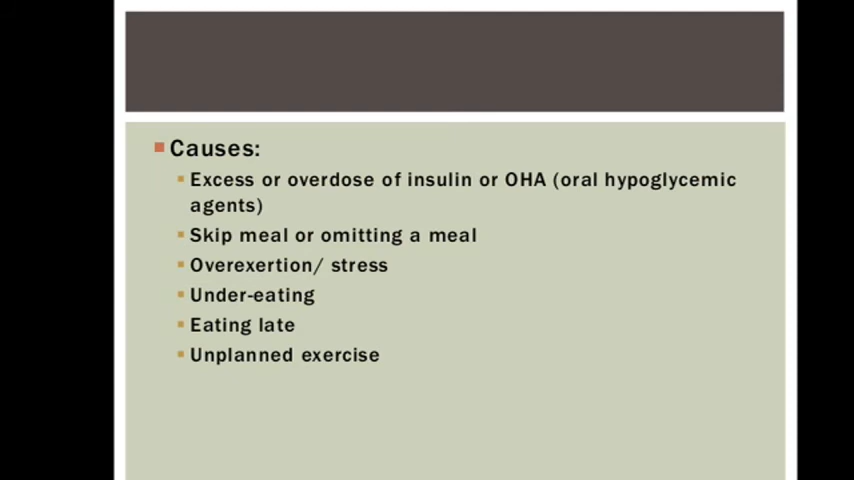 Causes:
Excess or overdose of insulin or OHA (oral hypoglycemic
agents)
Skip meal or omitting a meal
Overexertion/ stress
Under-eating
Eating late
Unplanned exercise